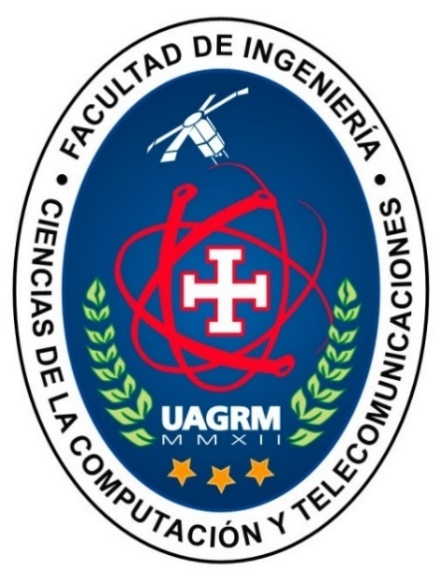 FACULTAD DE INGENIERÍA
CIENCIAS DE LA COMPUTACIÓN Y TELECOMUNICACIONES
UAGRM
MMXII